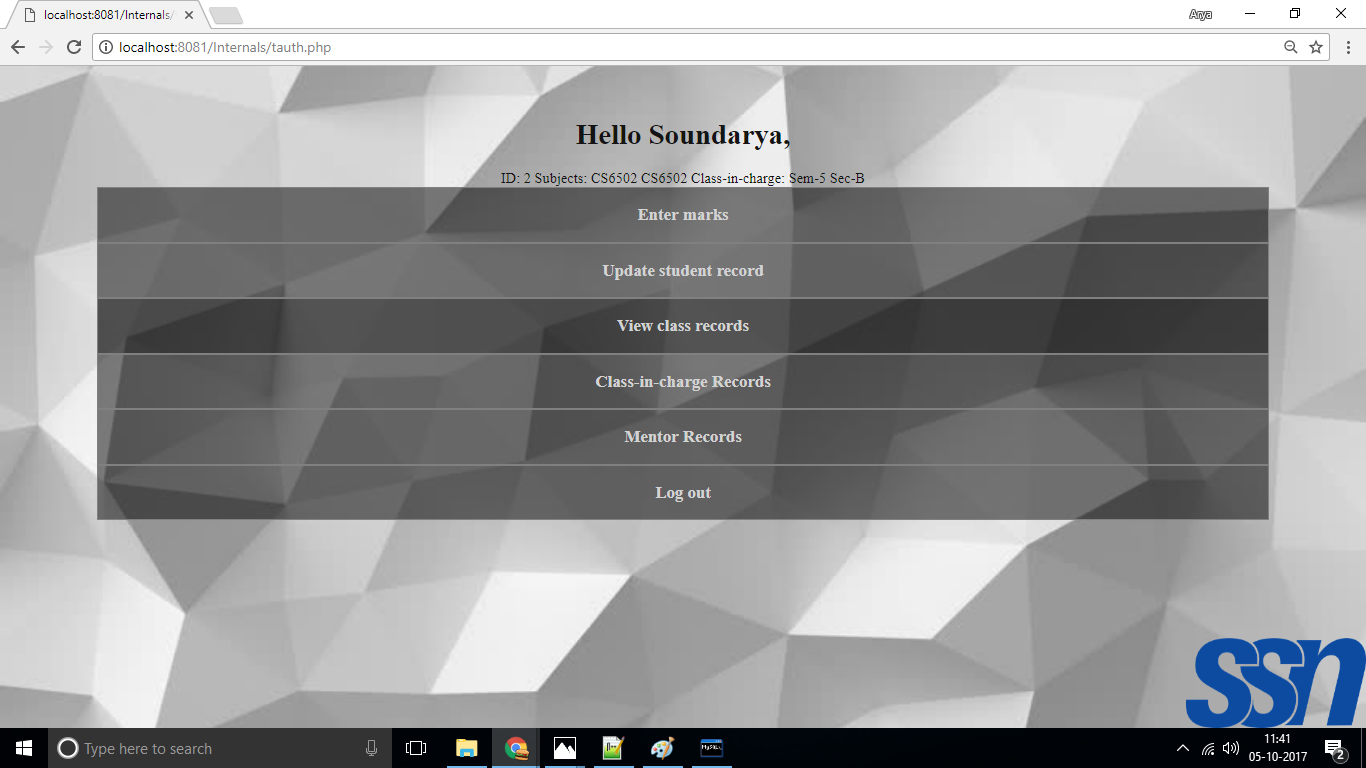 localhost:8081/Internals/
Arya
localhost:8081/Internals/tauth.php
Hello Soundarya,
ID: 2 Subjects: CS6502 CS6502 Class-in-charge: Sem-5 Sec-B
Enter marks
Update student record
View class records
Class-in-charge Records
Mentor Records
Log out
ssn
Type here to search
MySQL
11:41
05-10-2017
2